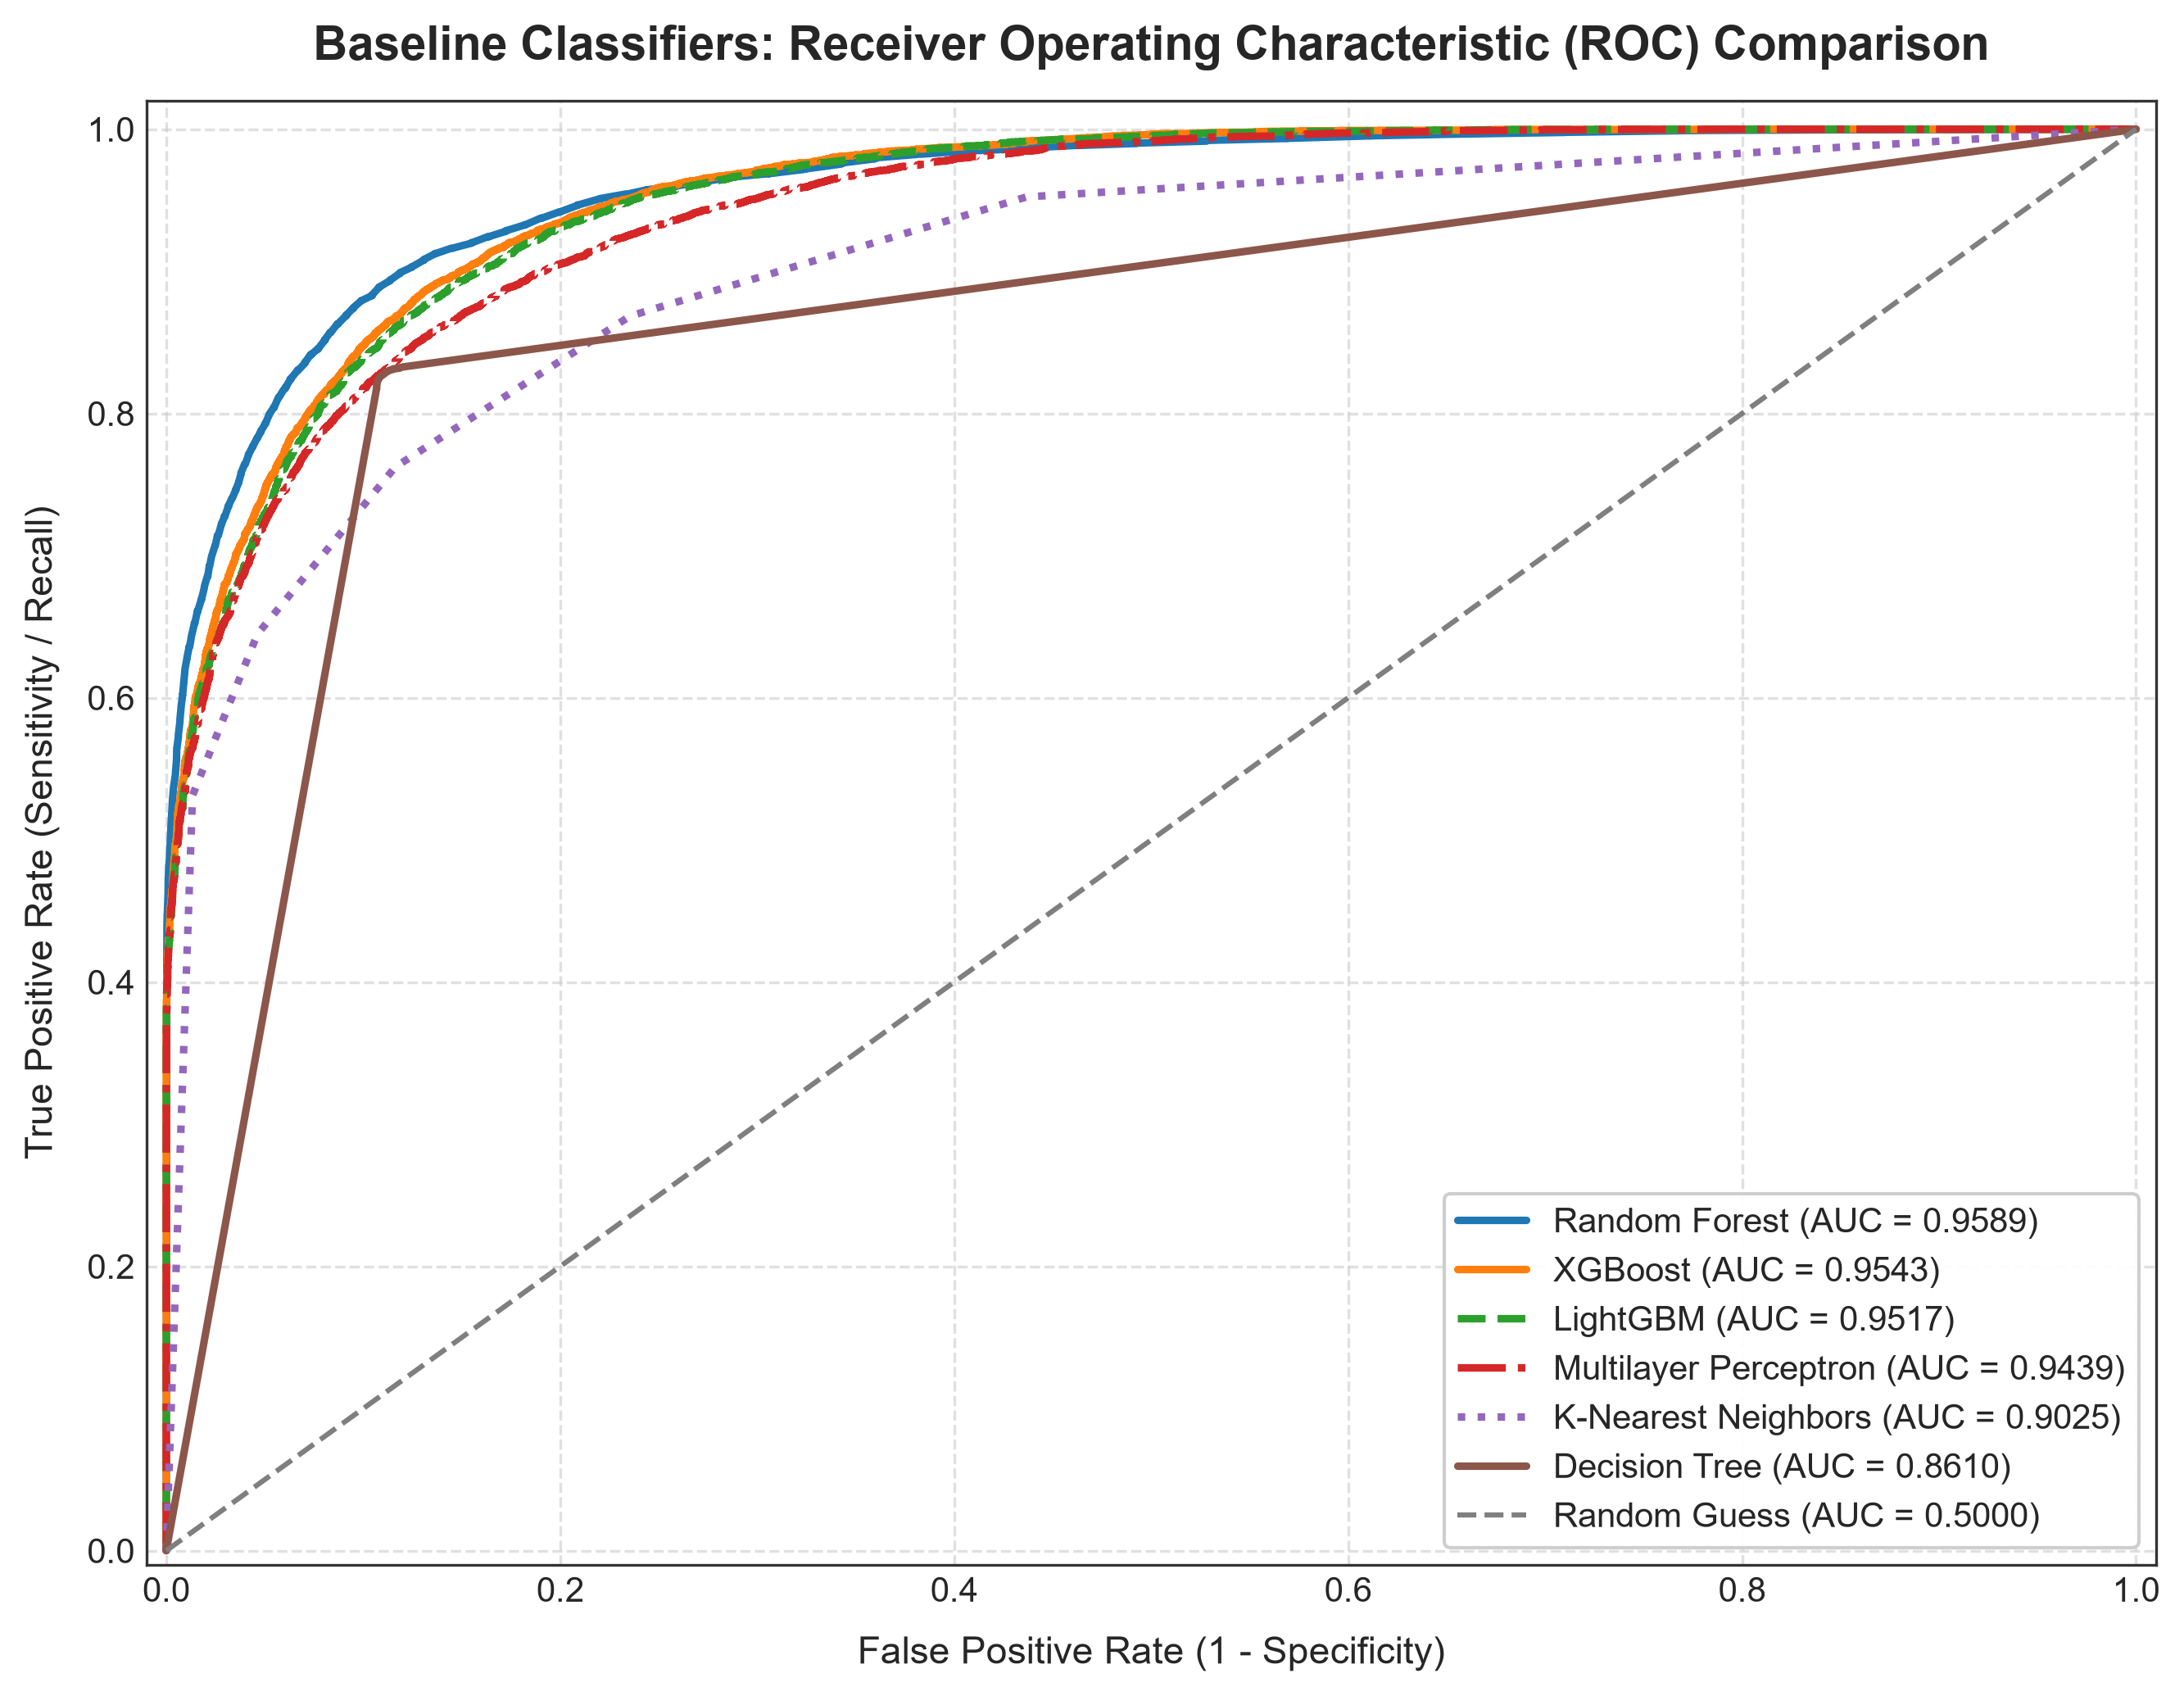 Baseline Classifiers: Receiver Operating Characteristic (ROC) Comparison
True Positive Rate (Sensitivity / Recall)
1.0
0.8
0.6
0.4
0.2
0.0
0.0 0.2 0.4 0.6 0.8 1.0
False Positive Rate (1 - Specificity)
Random Forest (AUC = 0.9589)
XGBoost (AUC = 0.9543)
LightGBM (AUC = 0.9517)
Multilayer Perceptron (AUC = 0.9439)
K-Nearest Neighbors (AUC = 0.9025)
Decision Tree (AUC = 0.8610)
Random Guess (AUC = 0.5000)